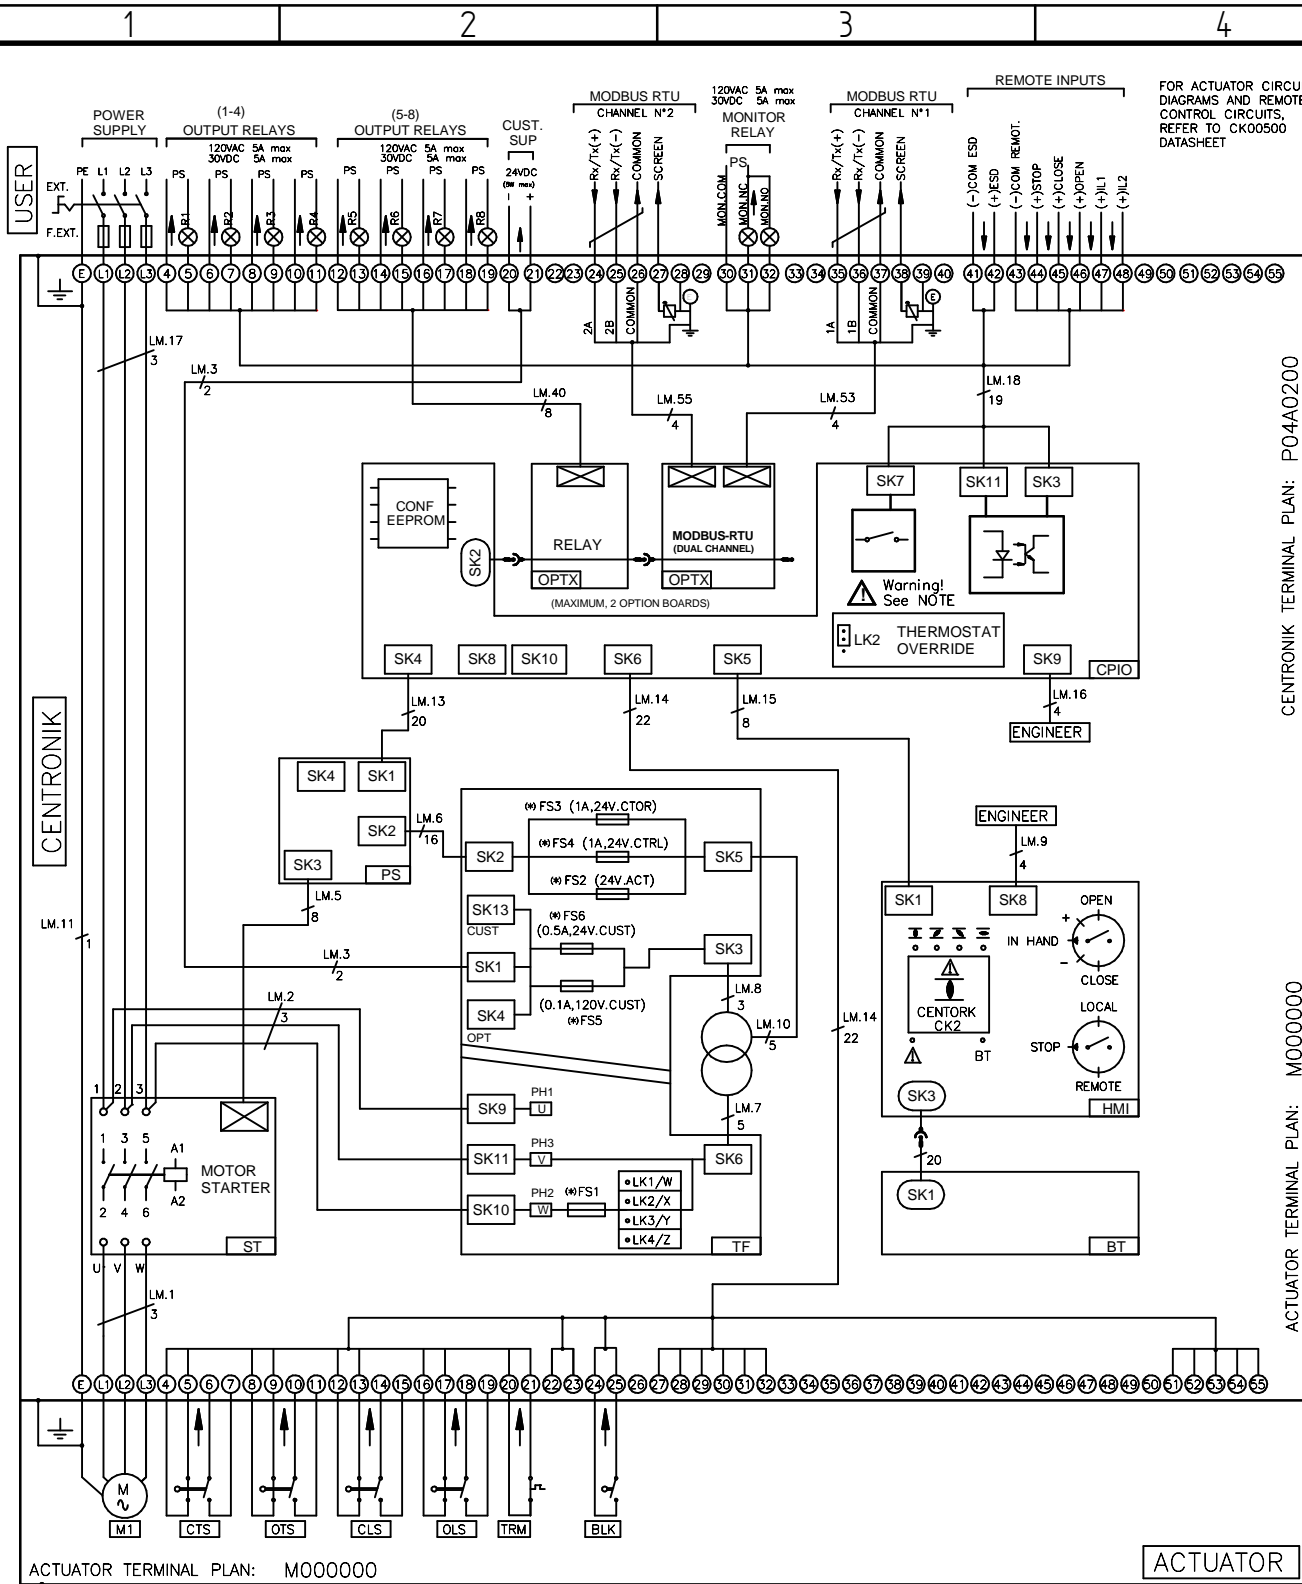 1 2 3 4
REMOTE INPUTS
FOR ACTUATOR CIRCU
DIAGRAMS AND REMOTE
CONTROL CIRCUITS,
REFER TO CK00500
DATASHEET
POWER
SUPPLY
(1-4)
OUTPUT RELAYS
120VAC 5A max
30VDC 5A max
(5-8)
OUTPUT RELAYS
120VAC 5A max
30VDC 5A max
CUST.
SUP
24VDC
(5W max)
- +
MODBUS RTU
CHANNEL N°2
120VAC 5A max
30VDC 5A max
MONITOR
RELAY
PS
MODBUS RTU
CHANNEL N°1
USER
EXT.
F.EXT.
PE L1 L2 L3
PS PS PS PS PS PS PS PS
R1 R2 R3 R4 R5 R6 R7 R8
Rx/Tx(+)
Rx/Tx(-)
COMMON
SCREEN
MON.COM
MON.NC
MON.NO
Rx/Tx(+)
Rx/Tx(-)
COMMON
SCREEN
(-)COM ESD
(+)ESD
(-)COM REMOT.
(+)STOP
(+)CLOSE
(+)OPEN
(+)IL1
(+)IL2
E L1 L2 L3 4 5 6 7 8 9 10 11 12 13 14 15 16 17 18 19 20 21 22 23 24 25 26 27 28 29 30 31 32 33 34 35 36 37 38 39 40 41 42 43 44 45 46 47 48 49 50 51 52 53 54 55
2A
2B
COMMON
1A
1B
COMMON
E
LM.17
3
LM.3
2
LM.40
8
LM.55
4
LM.53
4
LM.18
19
CONF
EEPROM
SK2
RELAY
OPTX
MODBUS-RTU
(DUAL CHANNEL)
OPTX
(MAXIMUM, 2 OPTION BOARDS)
SK7
SK11
SK3
Warning!
See NOTE
LK2
THERMOSTAT
OVERRIDE
SK4
SK8
SK10
SK6
SK5
SK9
CPIO
LM.13
20
LM.14
22
LM.15
8
LM.16
4
ENGINEER
CENTRONIK
CENTRONIK TERMINAL PLAN: P04A0200
ACTUATOR TERMINAL PLAN: M000000
SK4
SK1
SK2
SK3
PS
LM.6
16
LM.5
8
LM.11
1
LM.3
2
LM.2
3
(*) FS3 (1A,24V.CTOR)
(*) FS4 (1A,24V.CTRL)
(*) FS2 (24V.ACT)
SK2
SK5
SK13
CUST
(*) FS6
(0.5A,24V.CUST)
SK1
SK3
(0.1A,120V.CUST)
(*) FS5
SK4
OPT
LM.8
3
LM.10
5
LM.7
5
SK9
PH1
U
SK11
PH3
V
SK10
PH2
W
(*) FS1
LK1/W
LK2/X
LK3/Y
LK4/Z
SK6
TF
LM.14
22
ENGINEER
LM.9
4
SK1
SK8
OPEN
+
IN HAND
-
CLOSE
LOCAL
STOP
REMOTE
CENTORK
CK2
BT
SK3
HMI
20
SK1
BT
1 2 3
1 3 5
A1
A2
MOTOR
STARTER
2 4 6
ST
U V W
LM.1
3
E L1 L2 L3 4 5 6 7 8 9 10 11 12 13 14 15 16 17 18 19 20 21 22 23 24 25 26 27 28 29 30 31 32 33 34 35 36 37 38 39 40 41 42 43 44 45 46 47 48 49 50 51 52 53 54 55
M
M1
CTS
OTS
CLS
OLS
TRM
BLK
ACTUATOR TERMINAL PLAN: M000000
ACTUATOR